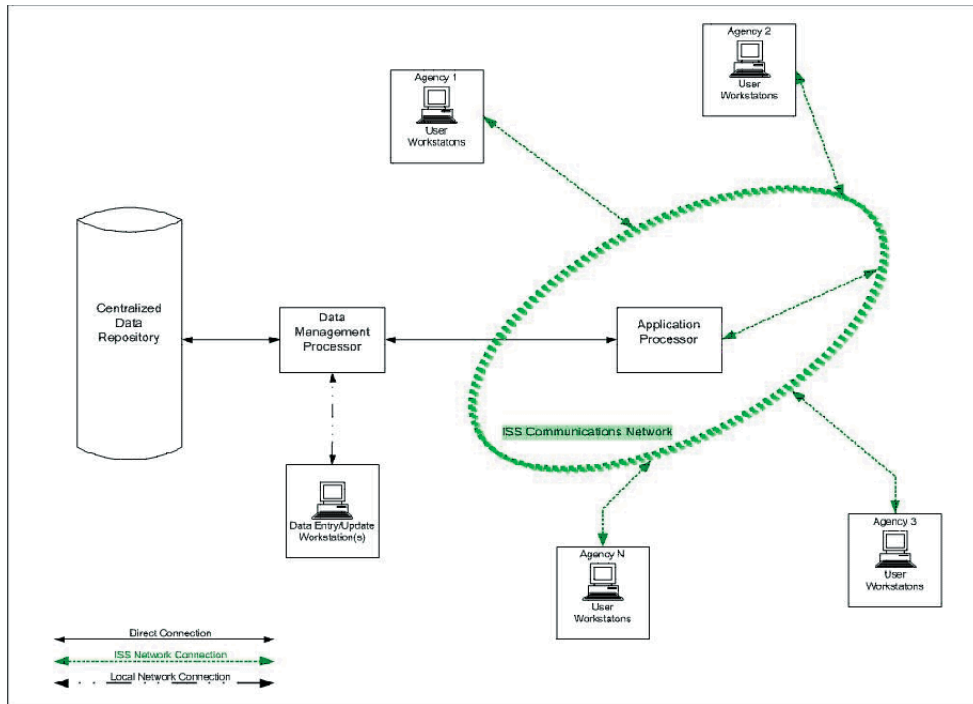 Agency 1
User
Workstatons
Agency 2
User
Workstatons
Centralized
Data
Repository
Data
Management
Processor
Application
Processor
ISS Communications Network
Data Entry/Update
Workstation(s)
Agency N
User
Workstatons
Agency 3
User
Workstatons
Direct Connection
ISS Network Connection
Local Network Connection